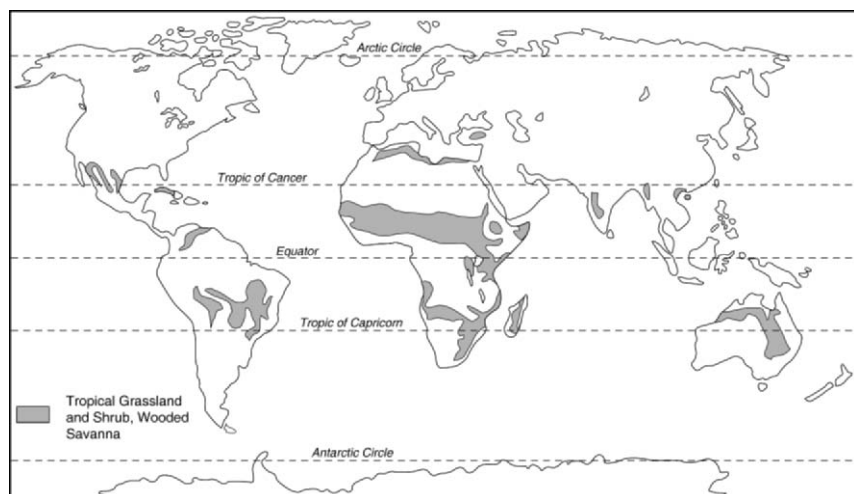 Arctic Circle
Tropic of Cancer
Equator
Tropic of Capricorn
Tropical Grassland
and Shrub, Wooded
Savanna
Antarctic Circle